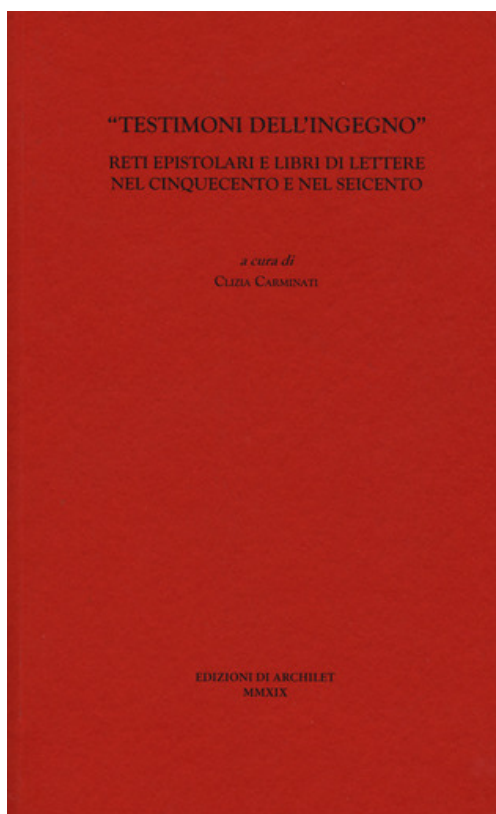 “TESTIMONI DELL’INGEGNO”
RETI EPISTOLARI E LIBRI DI LETTERE
NEL CINQUECENTO E NEL SEICENTO
a cura di
CLIZIA CARMINATI
EDIZIONI DI ARCHILET
MMXIX